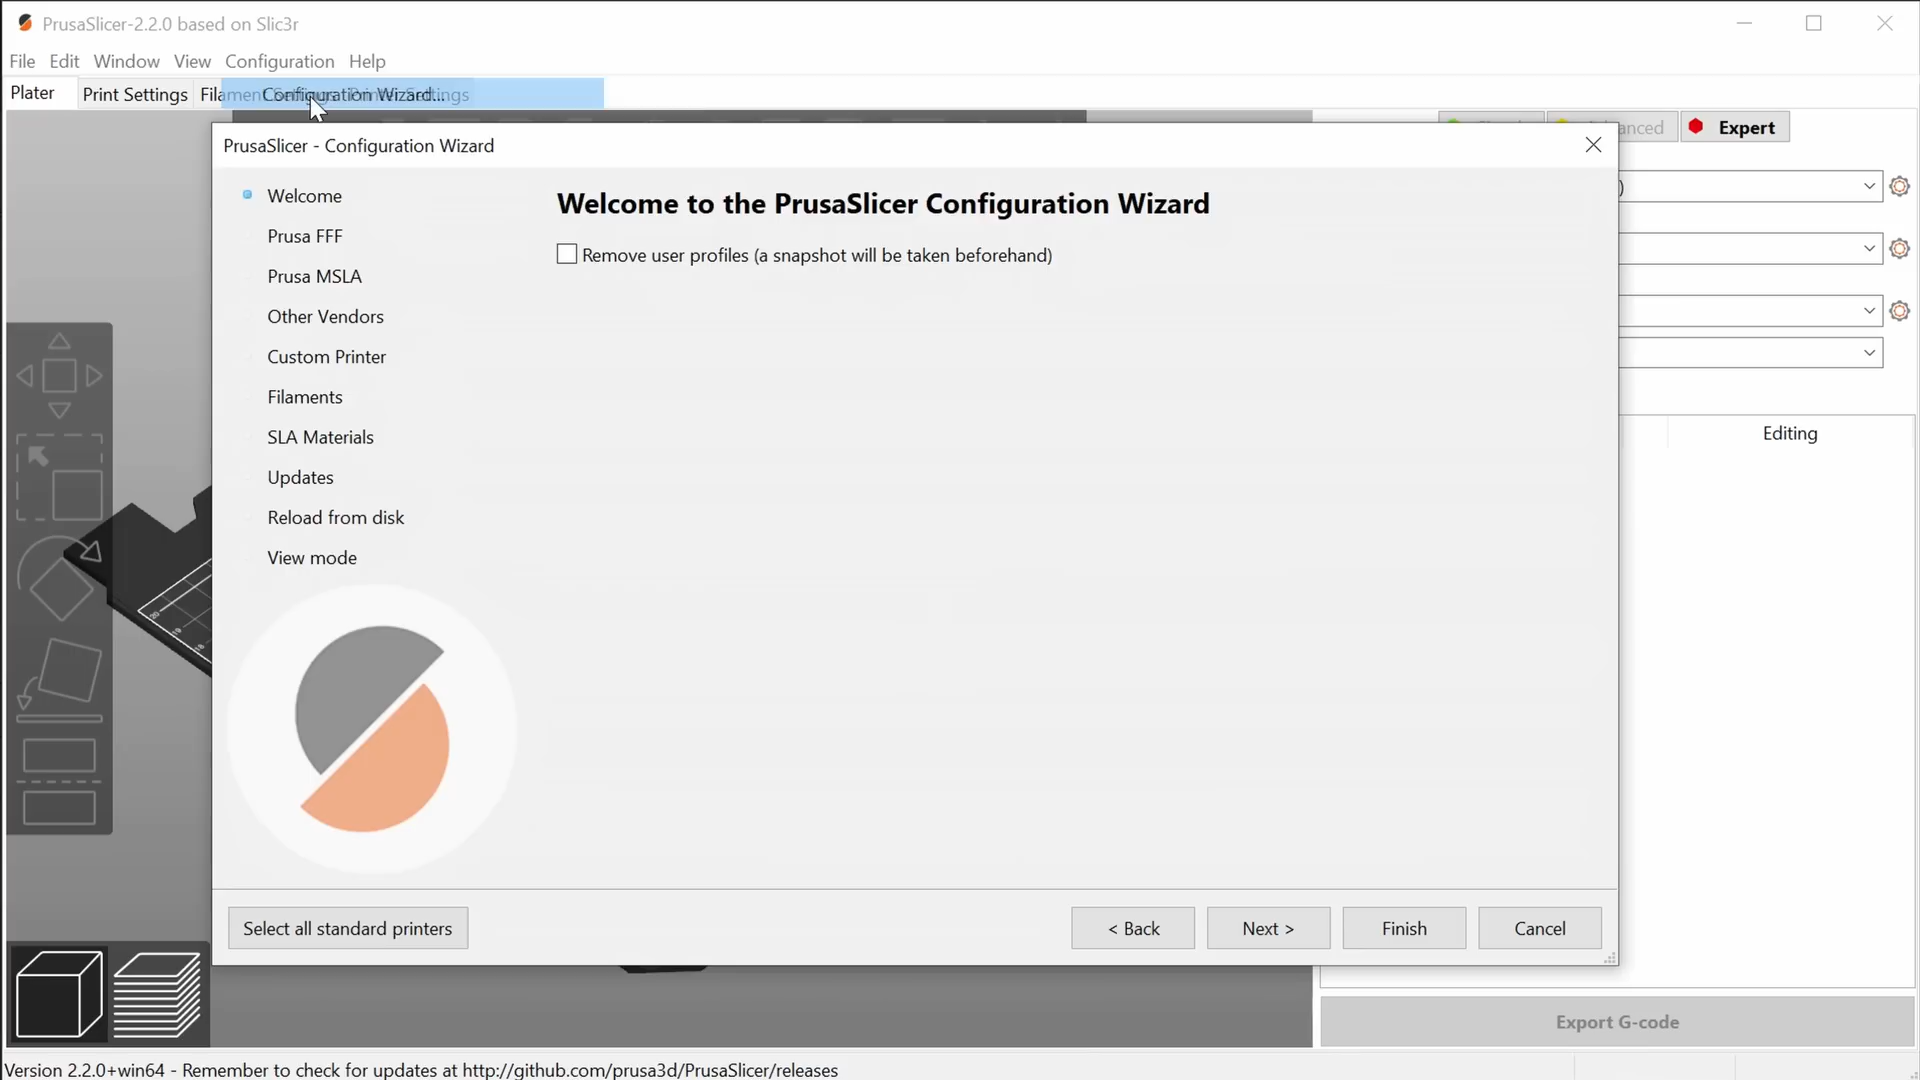 PrusaSlicer-2.2.0 based on Slic3r
File Edit Window View Configuration Help
Plater Print Settings Filament Settings Printer Settings
Configuration Wizard...
Expert
PrusaSlicer - Configuration Wizard
Welcome
Prusa FFF
Prusa MSLA
Other Vendors
Custom Printer
Filaments
SLA Materials
Updates
Reload from disk
View mode
Welcome to the PrusaSlicer Configuration Wizard
Remove user profiles (a snapshot will be taken beforehand)
Editing
Select all standard printers
< Back
Next >
Finish
Cancel
Export G-code
Version 2.2.0+win64 - Remember to check for updates at http://github.com/prusa3d/PrusaSlicer/releases